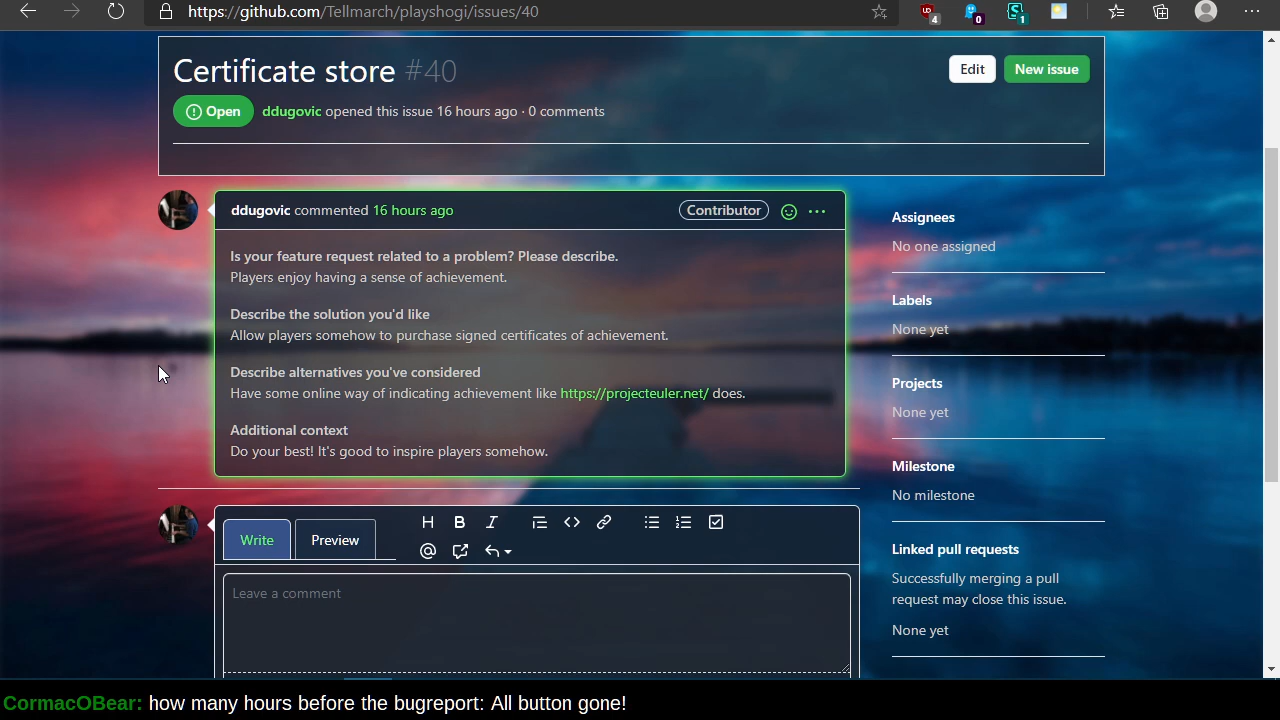 https://github.com/Tellmarch/playshogi/issues/40
4
0
1
Certificate store #40
Edit
New issue
Open
ddugovic opened this issue 16 hours ago · 0 comments
ddugovic commented 16 hours ago
Contributor
Is your feature request related to a problem? Please describe.
Players enjoy having a sense of achievement.
Describe the solution you'd like
Allow players somehow to purchase signed certificates of achievement.
Describe alternatives you've considered
Have some online way of indicating achievement like https://projecteuler.net/ does.
Additional context
Do your best! It's good to inspire players somehow.
Assignees
No one assigned
Labels
None yet
Projects
None yet
Milestone
No milestone
Linked pull requests
Successfully merging a pull
request may close this issue.
None yet
Write
Preview
Leave a comment
CormacOBear: how many hours before the bugreport: All button gone!